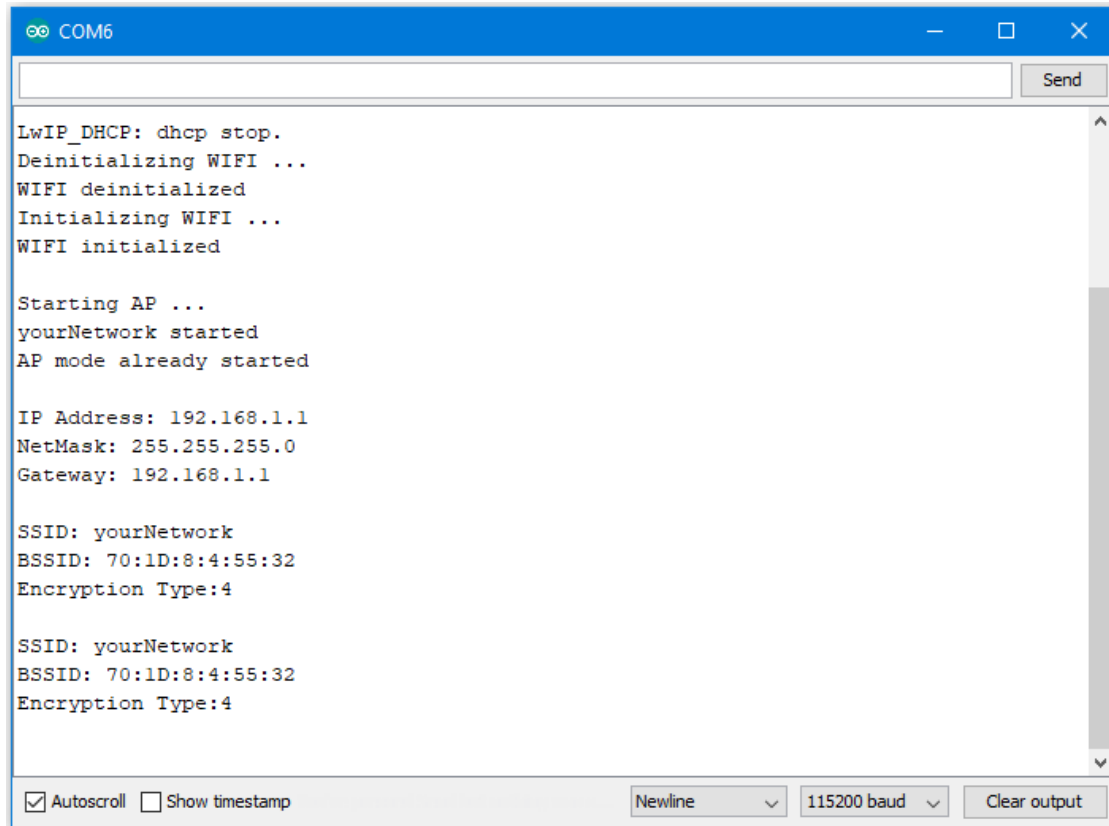 COM6
Send
LwIP_DHCP: dhcp stop.
Deinitializing WIFI ...
WIFI deinitialized
Initializing WIFI ...
WIFI initialized
Starting AP ...
yourNetwork started
AP mode already started
IP Address: 192.168.1.1
NetMask: 255.255.255.0
Gateway: 192.168.1.1
SSID: yourNetwork
BSSID: 70:1D:8:4:55:32
Encryption Type:4
SSID: yourNetwork
BSSID: 70:1D:8:4:55:32
Encryption Type:4
Autoscroll Show timestamp Newline 115200 baud Clear output